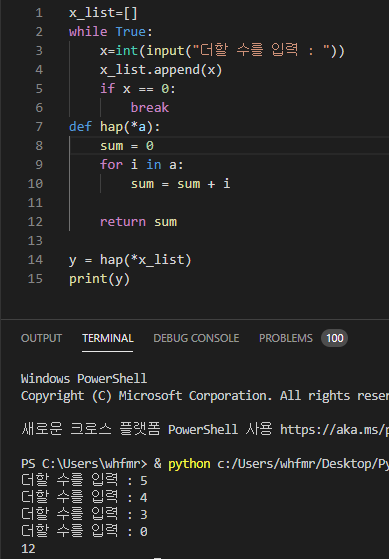 1 x_list=[]
2 while True:
3     x=int(input("더할 수를 입력 : "))
4     x_list.append(x)
5     if x == 0:
6         break
7 def hap(*a):
8     sum = 0
9     for i in a:
10         sum = sum + i
11
12     return sum
13
14 y = hap(*x_list)
15 print(y)
OUTPUT TERMINAL DEBUG CONSOLE PROBLEMS 100
Windows PowerShell
Copyright (C) Microsoft Corporation. All rights reser
새로운 크로스 플랫폼 PowerShell 사용 https://aka.ms/p
PS C:\Users\whfmr> & python c:/Users/whfmr/Desktop/Py
더할 수를 입력 : 5
더할 수를 입력 : 4
더할 수를 입력 : 3
더할 수를 입력 : 0
12